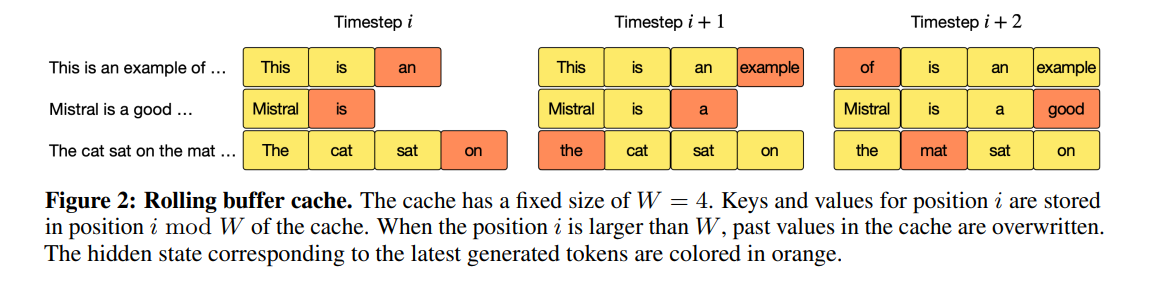 Timestep i Timestep i + 1 Timestep i + 2
This is an example of ... This is an This is an example of is an example
Mistral is a good ... Mistral is Mistral is a Mistral is a good
The cat sat on the mat ... The cat sat on the cat sat on the mat sat on
Figure 2: Rolling buffer cache. The cache has a fixed size of W = 4. Keys and values for position i are stored
in position i mod W of the cache. When the position i is larger than W, past values in the cache are overwritten.
The hidden state corresponding to the latest generated tokens are colored in orange.